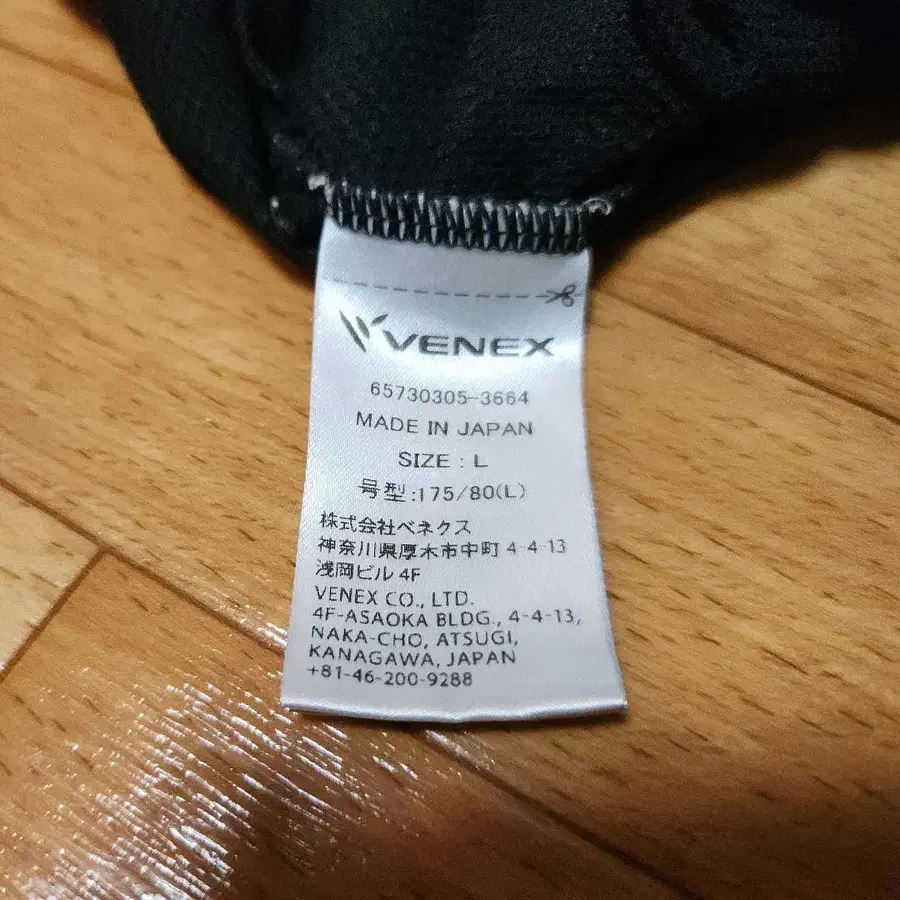 VENEX
65730305-3664
MADE IN JAPAN
SIZE : L
号型:175/80(L)
株式会社ベネクス
神奈川県厚木市中町 4-4-13
浅岡ビル 4F
VENEX CO., LTD.
4F-ASAOKA BLDG., 4-4-13,
NAKA-CHO, ATSUGI,
KANAGAWA, JAPAN
+81-46-200-9288